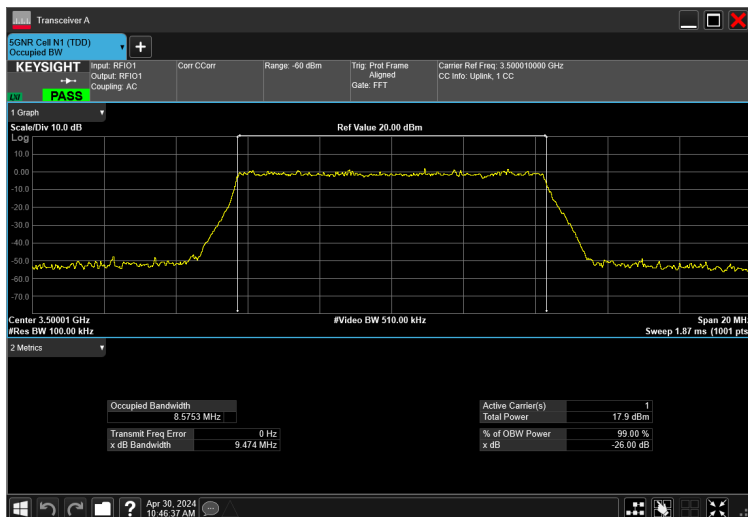 Transceiver A
5GNR Cell N1 (TDD)
Occupied BW
KEYSIGHT
Input: RFIO1
Output: RFIO1
Coupling: AC
Corr CCorr
Range: -60 dBm
Trig: Prot Frame
Aligned
Gate: FFT
Carrier Ref Freq: 3.500010000 GHz
CC Info: Uplink, 1 CC
LXI
PASS
1 Graph
Scale/Div 10.0 dB
Ref Value 20.00 dBm
Log
10.0
0.00
-10.0
-20.0
-30.0
-40.0
-50.0
-60.0
-70.0
Center 3.50001 GHz
#Video BW 510.00 kHz
Span 20 MH
#Res BW 100.00 kHz
Sweep 1.87 ms (1001 pts
2 Metrics
Occupied Bandwidth
8.5753 MHz
Active Carrier(s) 1
Total Power 17.9 dBm
Transmit Freq Error 0 Hz
x dB Bandwidth 9.474 MHz
% of OBW Power 99.00 %
x dB -26.00 dB
Apr 30, 2024
10:46:37 AM